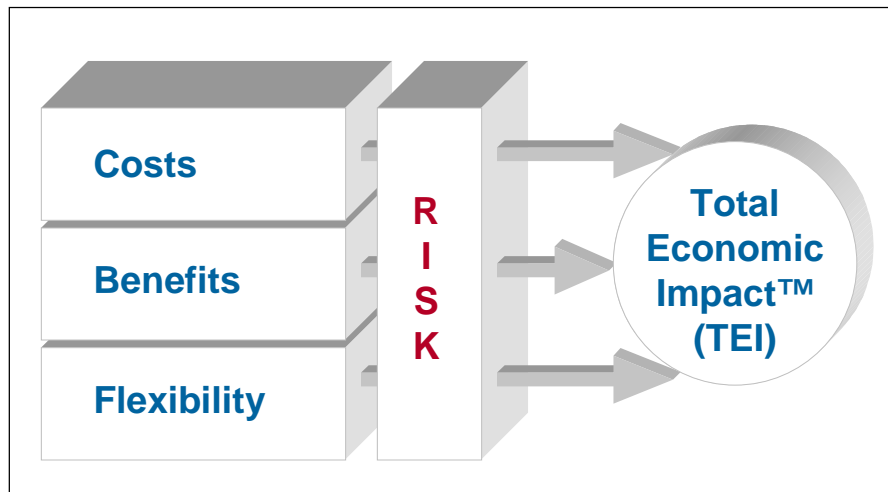 Costs
Benefits
Flexibility
R
I
S
K
Total
Economic
Impact™
(TEI)